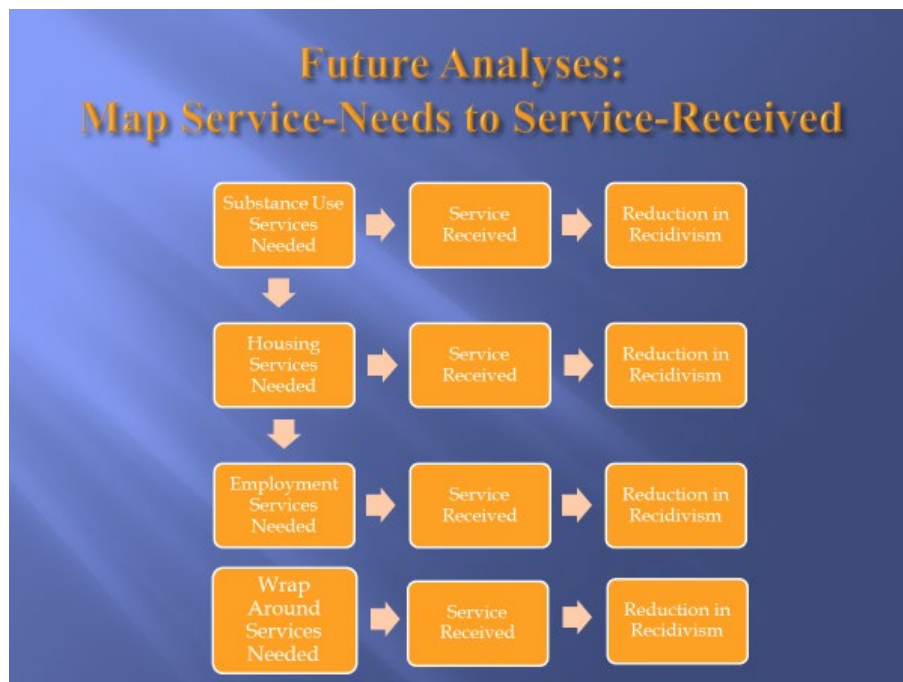 Future Analyses:
Map Service-Needs to Service-Received
Substance Use
Services
Needed
Service
Received
Reduction in
Recidivism
Housing
Services
Needed
Service
Received
Reduction in
Recidivism
Employment
Services
Needed
Service
Received
Reduction in
Recidivism
Wrap
Around
Services
Needed
Service
Received
Reduction in
Recidivism